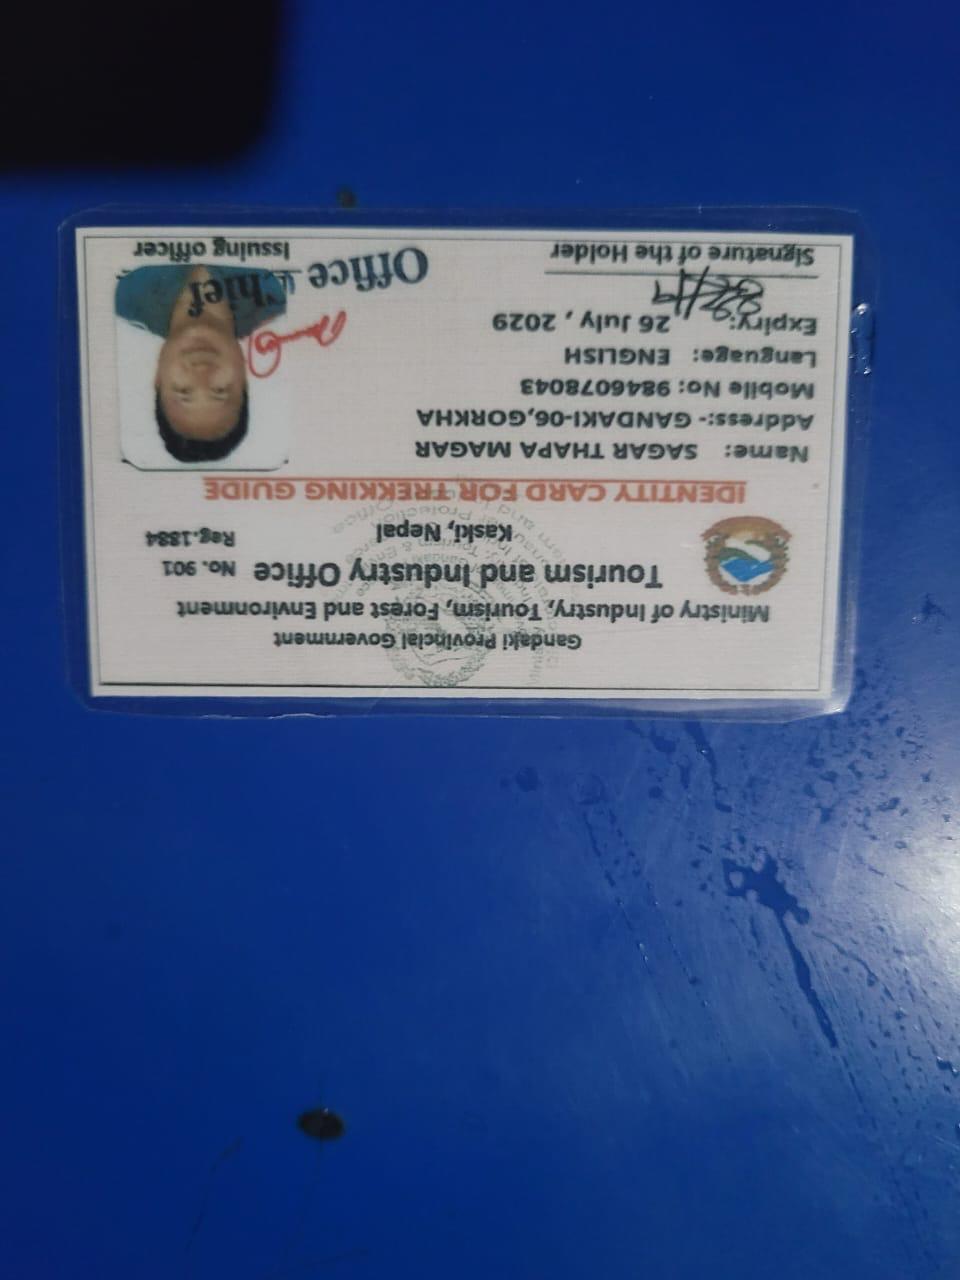 Gandaki Provincial Government
Ministry of Industry, Tourism, Forest and Environment
Tourism and Industry Office No. 901
Kaski, Nepal Reg.1884
IDENTITY CARD FOR TREKKING GUIDE
Name: SAGAR THAPA MAGAR
Address:- GANDAKI-06,GORKHA
Mobile No: 9846078043
Language: ENGLISH
Expiry: 26 July , 2029
Signature of the Holder
Office Chief
Issuing officer